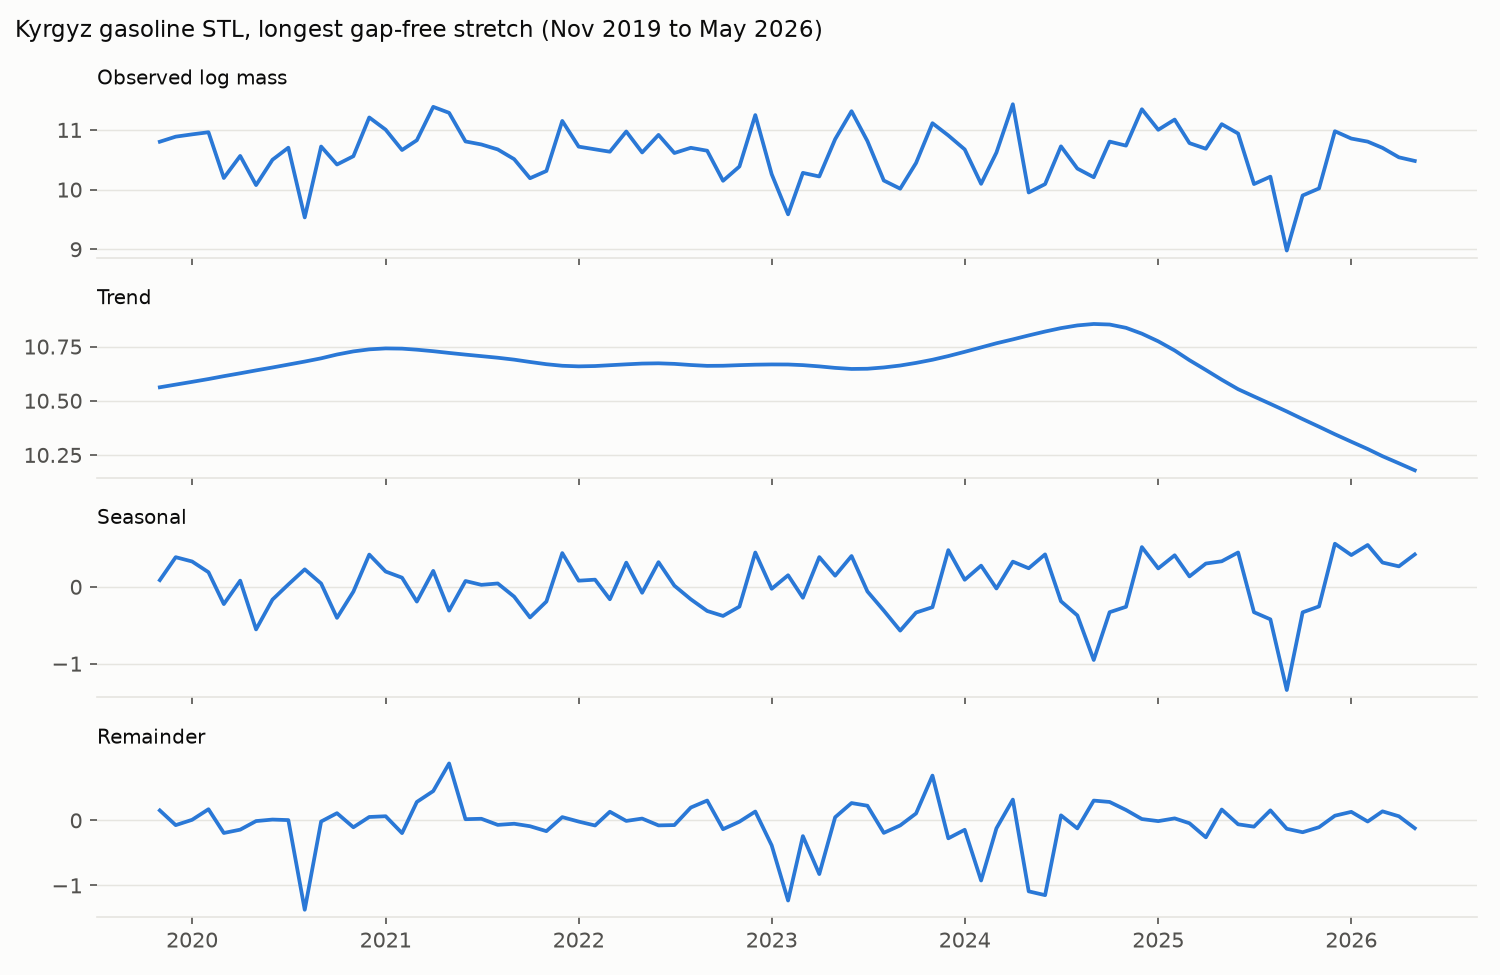 Kyrgyz gasoline STL, longest gap-free stretch (Nov 2019 to May 2026)
Observed log mass
11
10
9
Trend
10.75
10.50
10.25
Seasonal
0
−1
Remainder
0
−1
2020 2021 2022 2023 2024 2025 2026